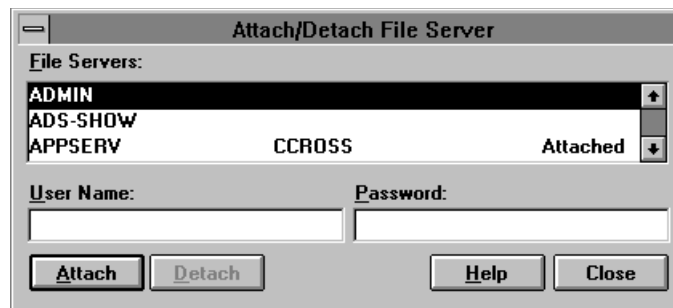 Attach/Detach File Server
File Servers:
ADMIN
ADS-SHOW
APPSERV CCROSS Attached
User Name: Password:
Attach Detach Help Close